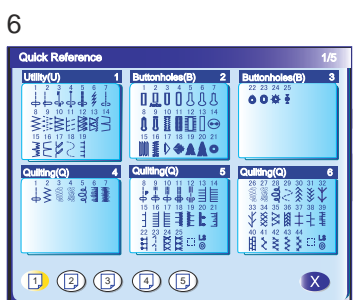 6
Quick Reference 1/5
Utility(U) 1
1 2 3 4 5 6 7
8 9 10 11 12 13 14
15 16 17 18 19
Buttonholes(B) 2
1 2 3 4 5 6 7
8 9 10 11 12 13 14
15 16 17 18 19 20 21
Buttonholes(B) 3
22 23 24 25
Quilting(Q) 4
1 2 3 4 5 6 7
Quilting(Q) 5
8 9 10 11 12 13 14
15 16 17 18 19 20 21
22 23 24 25
LB
Quilting(Q) 6
26 27 28 29 30 31 32
33 34 35 36 37 38 39
40 41 42 43 44
LB
1 2 3 4 5 X